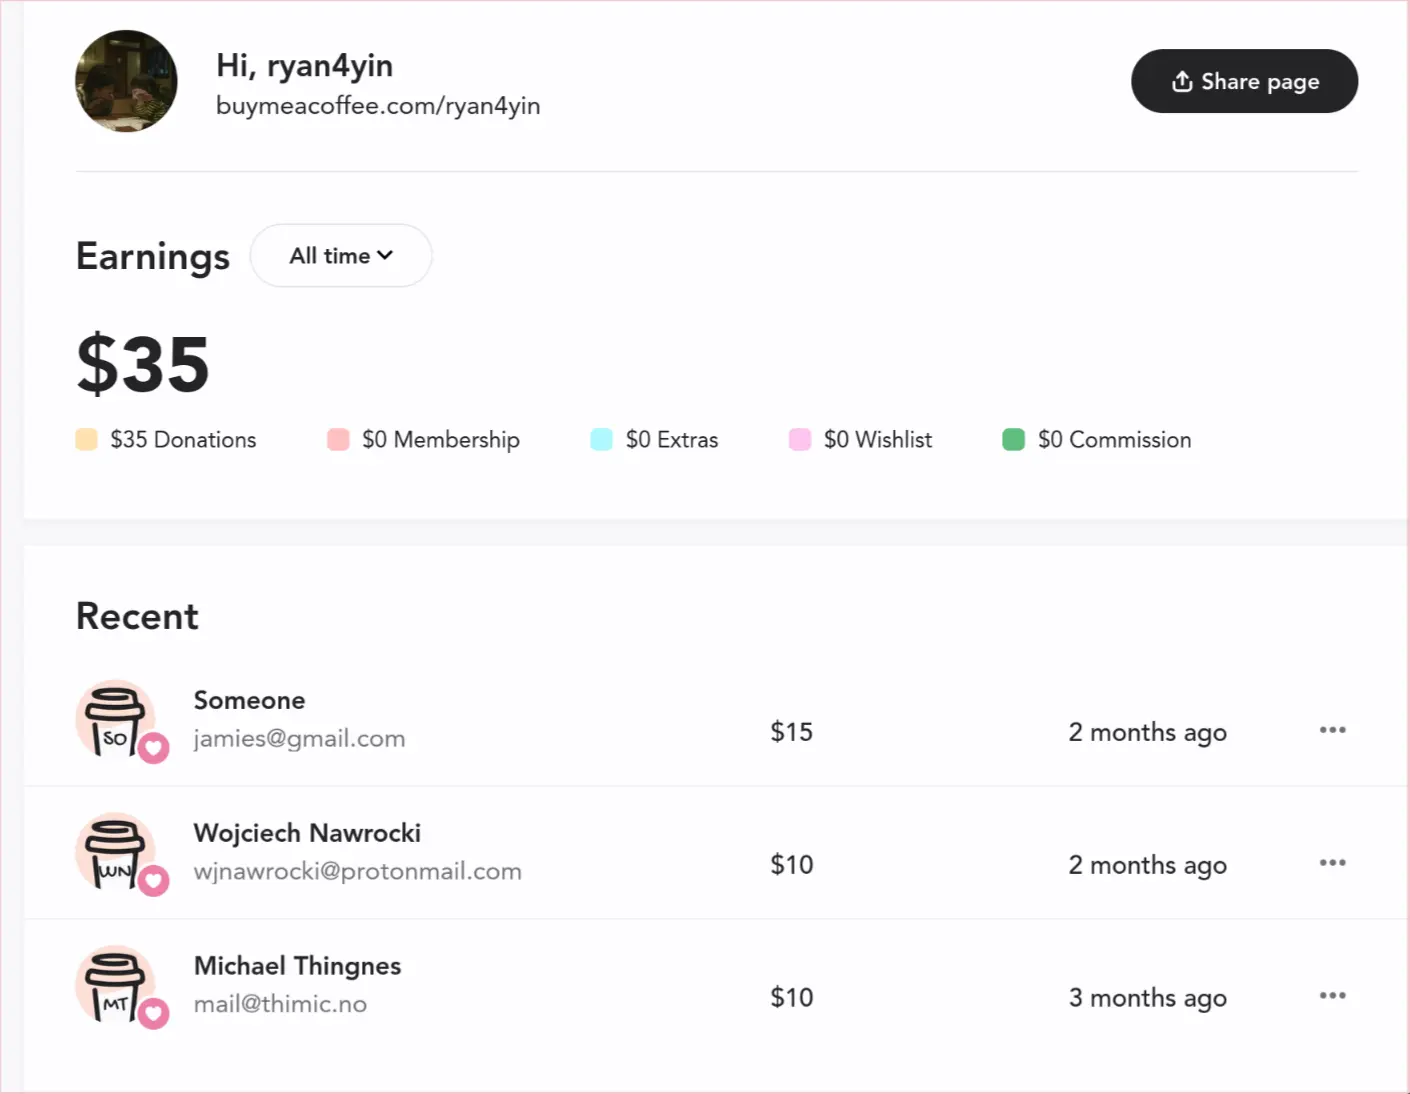 Hi, ryan4yin
buymeacoffee.com/ryan4yin
Share page
Earnings
All time
$35
$35 Donations
$0 Membership
$0 Extras
$0 Wishlist
$0 Commission
Recent
SO
Someone
jamies@gmail.com
$15
2 months ago
WN
Wojciech Nawrocki
wjnawrocki@protonmail.com
$10
2 months ago
MT
Michael Thingnes
mail@thimic.no
$10
3 months ago